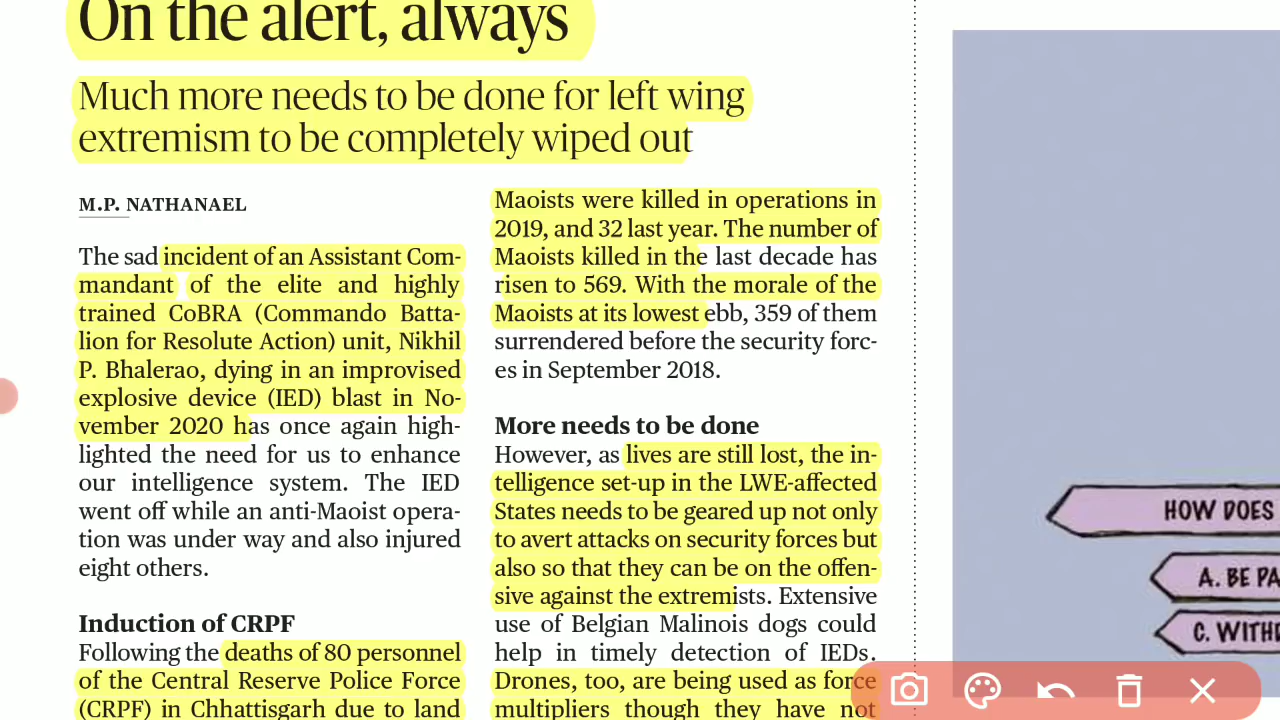 On the alert, always
Much more needs to be done for left wing
extremism to be completely wiped out
M.P. NATHANAEL
The sad incident of an Assistant Com-
mandant of the elite and highly
trained CoBRA (Commando Batta-
lion for Resolute Action) unit, Nikhil
P. Bhalerao, dying in an improvised
explosive device (IED) blast in No-
vember 2020 has once again high-
lighted the need for us to enhance
our intelligence system. The IED
went off while an anti-Maoist opera-
tion was under way and also injured
eight others.
Induction of CRPF
Following the deaths of 80 personnel
of the Central Reserve Police Force
(CRPF) in Chhattisgarh due to land
Maoists were killed in operations in
2019, and 32 last year. The number of
Maoists killed in the last decade has
risen to 569. With the morale of the
Maoists at its lowest ebb, 359 of them
surrendered before the security forc-
es in September 2018.
More needs to be done
However, as lives are still lost, the in-
telligence set-up in the LWE-affected
States needs to be geared up not only
to avert attacks on security forces but
also so that they can be on the offen-
sive against the extremists. Extensive
use of Belgian Malinois dogs could
help in timely detection of IEDs.
Drones, too, are being used as force
multipliers though they have not
HOW DOES
A. BE PA
C. WITH